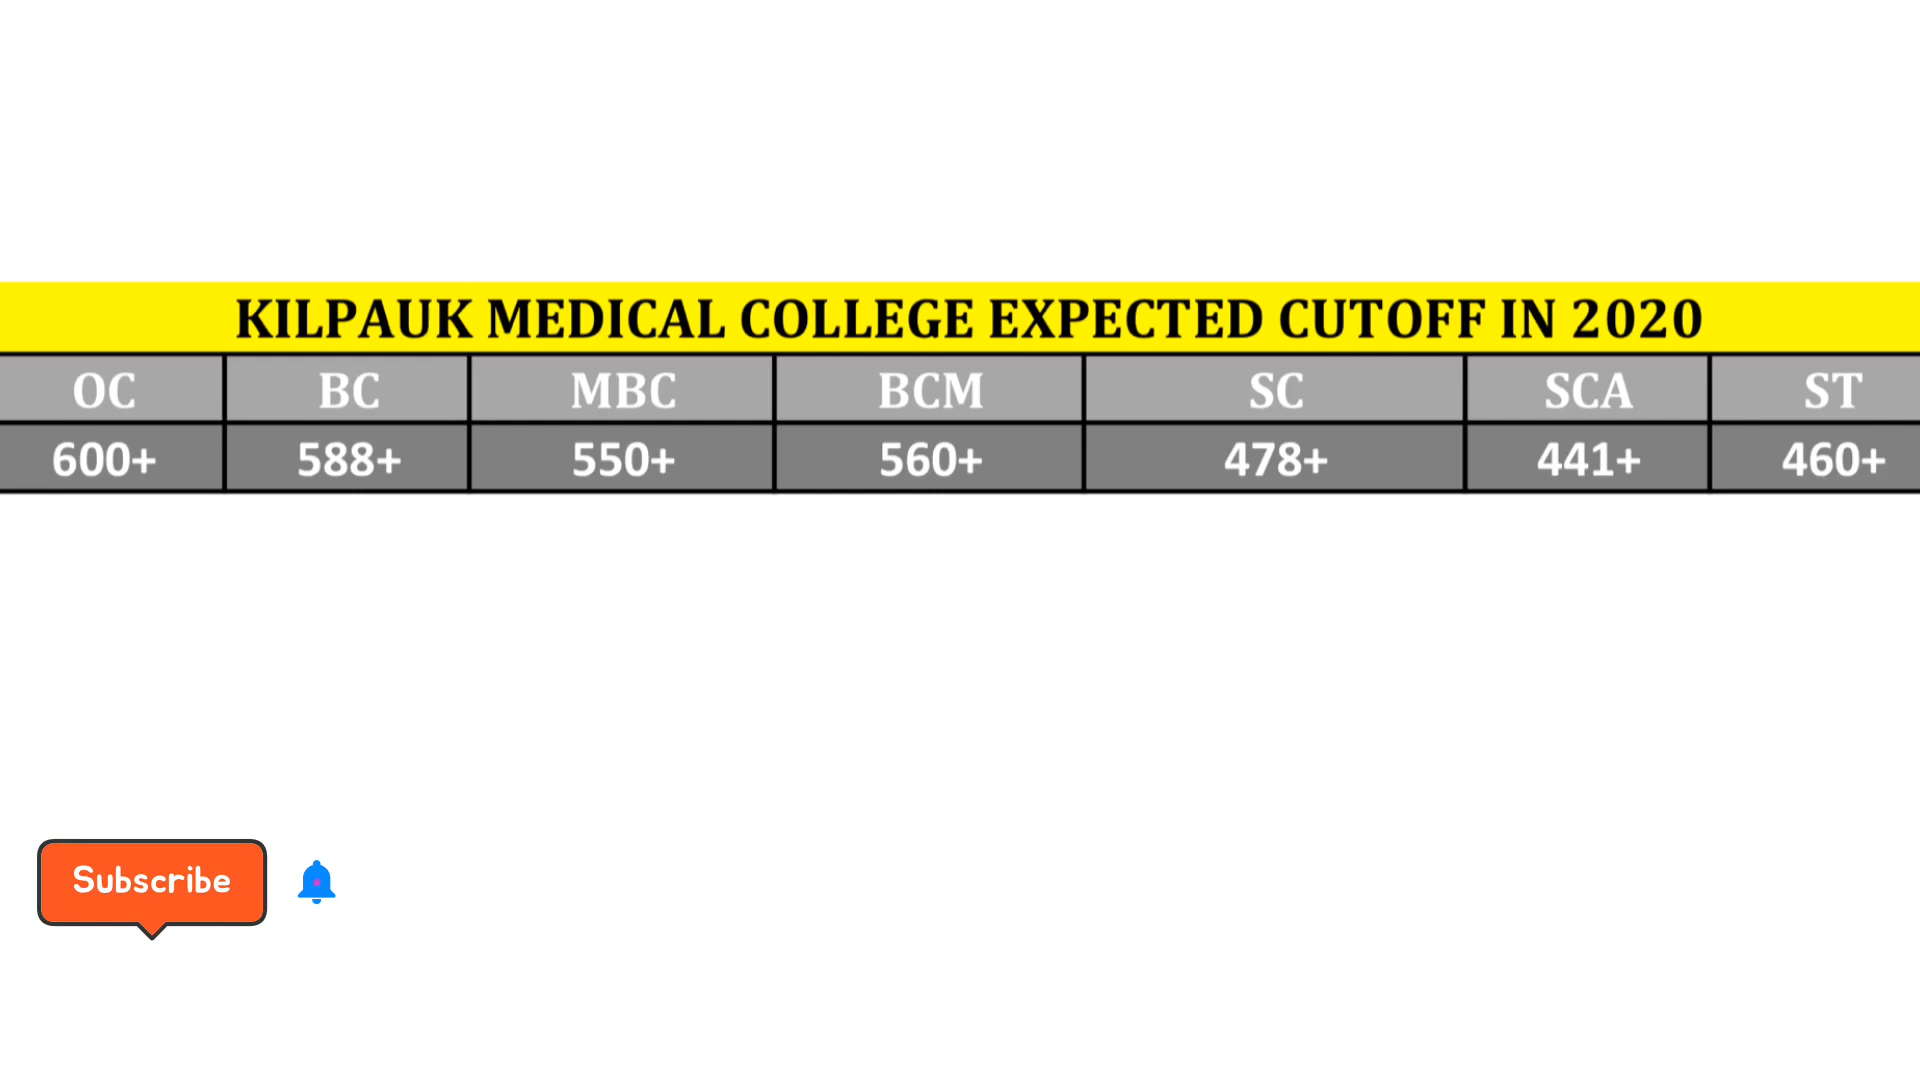 KILPAUK MEDICAL COLLEGE EXPECTED CUTOFF IN 2020
OC BC MBC BCM SC SCA ST
600+ 588+ 550+ 560+ 478+ 441+ 460+
Subscribe